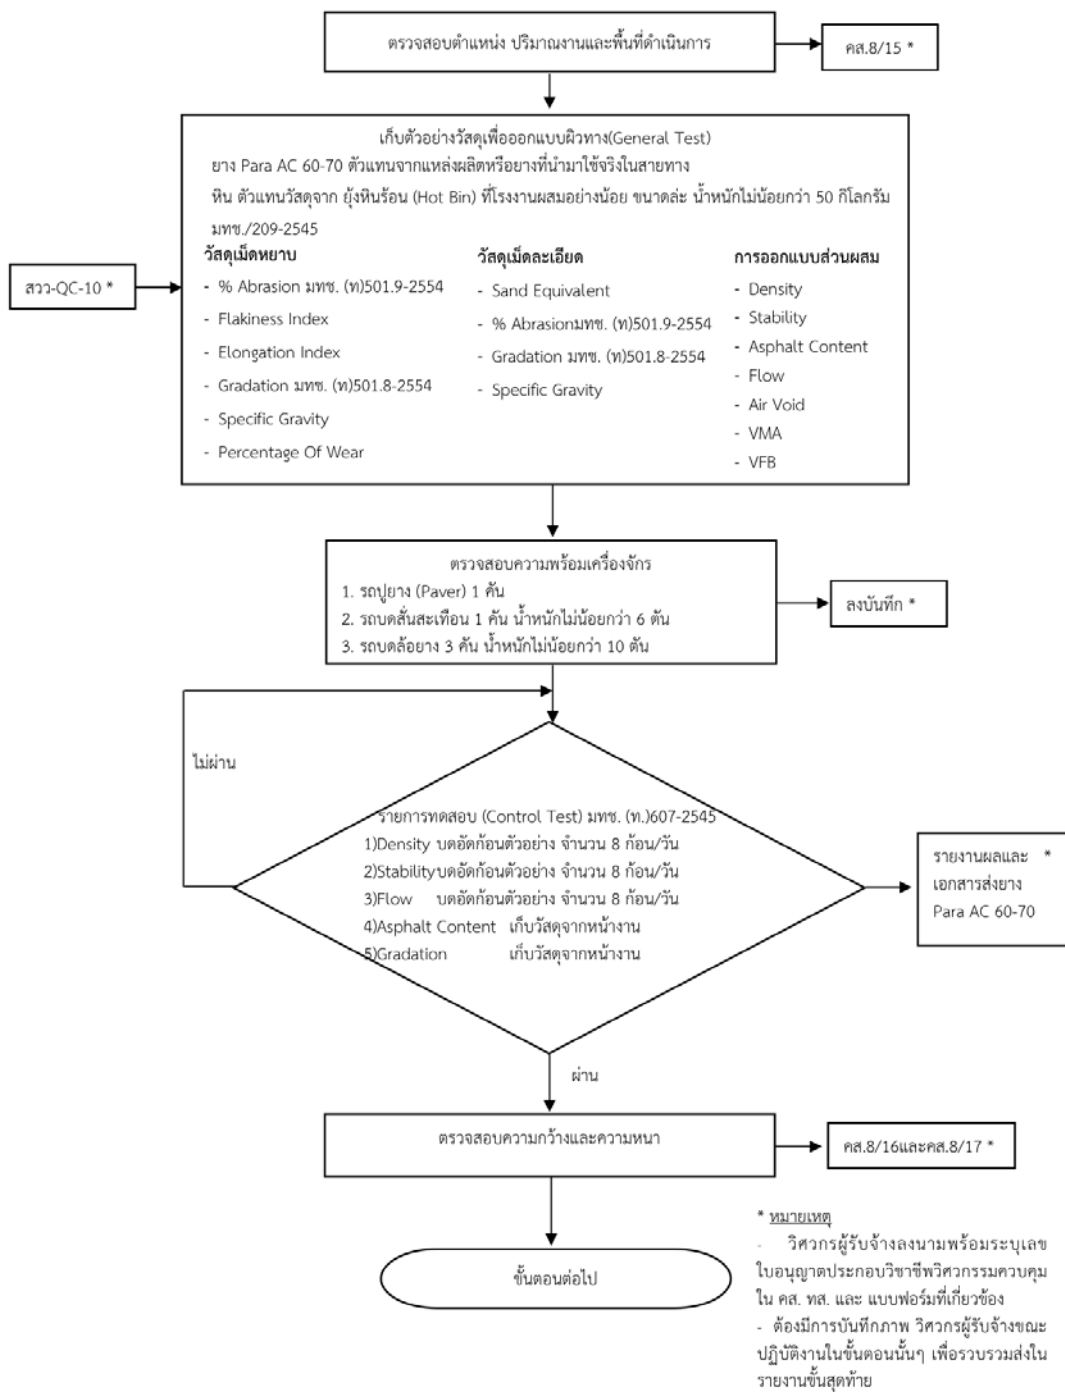 ตรวจสอบตำแหน่ง ปริมาณงานและพื้นที่ดำเนินการ
คส.8/15 *
เก็บตัวอย่างวัสดุเพื่อออกแบบผิวทาง(General Test)
ยาง Para AC 60-70 ตัวแทนจากแหล่งผลิตหรือยางที่นำมาใช้จริงในสายทาง
หิน ตัวแทนวัสดุจาก ยุ้งหินร้อน (Hot Bin) ที่โรงงานผสมอย่างน้อย ขนาดล่ะ น้ำหนักไม่น้อยกว่า 50 กิโลกรัม
มทช./209-2545
สวว-QC-10 *
วัสดุเม็ดหยาบ
- % Abrasion มทช. (ท)501.9-2554
- Flakiness Index
- Elongation Index
- Gradation มทช. (ท)501.8-2554
- Specific Gravity
- Percentage Of Wear
วัสดุเม็ดละเอียด
- Sand Equivalent
- % Abrasionมทช. (ท)501.9-2554
- Gradation มทช. (ท)501.8-2554
- Specific Gravity
การออกแบบส่วนผสม
- Density
- Stability
- Asphalt Content
- Flow
- Air Void
- VMA
- VFB
ตรวจสอบความพร้อมเครื่องจักร
1. รถปูยาง (Paver) 1 คัน
2. รถบดสั่นสะเทือน 1 คัน น้ำหนักไม่น้อยกว่า 6 ตัน
3. รถบดล้อยาง 3 คัน น้ำหนักไม่น้อยกว่า 10 ตัน
ลงบันทึก *
ไม่ผ่าน
รายการทดสอบ (Control Test) มทช. (ท.)607-2545
1)Density บดอัดก้อนตัวอย่าง จำนวน 8 ก้อน/วัน
2)Stabilityบดอัดก้อนตัวอย่าง จำนวน 8 ก้อน/วัน
3)Flow บดอัดก้อนตัวอย่าง จำนวน 8 ก้อน/วัน
4)Asphalt Content เก็บวัสดุจากหน้างาน
5)Gradation เก็บวัสดุจากหน้างาน
รายงานผลและ *
เอกสารส่งยาง
Para AC 60-70
ผ่าน
ตรวจสอบความกว้างและความหนา
คส.8/16และคส.8/17 *
ขั้นตอนต่อไป
* หมายเหตุ
- วิศวกรผู้รับจ้างลงนามพร้อมระบุเลข
ใบอนุญาตประกอบวิชาชีพวิศวกรรมควบคุม
ใน คส. ทส. และ แบบฟอร์มที่เกี่ยวข้อง
- ต้องมีการบันทึกภาพ วิศวกรผู้รับจ้างขณะ
ปฏิบัติงานในขั้นตอนนั้นๆ เพื่อรวบรวมส่งใน
รายงานขั้นสุดท้าย